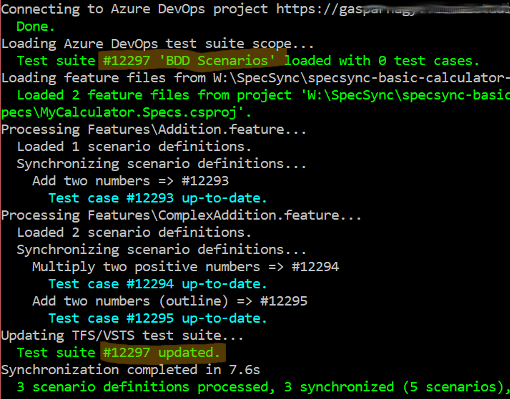 Connecting to Azure DevOps project https://gasparnagy
Done.
Loading Azure DevOps test suite scope...
Test suite #12297 'BDD Scenarios' loaded with 0 test cases.
Loading feature files from W:\SpecSync\specsync-basic-calculator-
Loaded 2 feature files from project 'W:\SpecSync\specsync-basic
pecs\MyCalculator.Specs.csproj'.
Processing Features\Addition.feature...
Loaded 1 scenario definitions.
Synchronizing scenario definitions...
Add two numbers => #12293
Test case #12293 up-to-date.
Processing Features\ComplexAddition.feature...
Loaded 2 scenario definitions.
Synchronizing scenario definitions...
Multiply two positive numbers => #12294
Test case #12294 up-to-date.
Add two numbers (outline) => #12295
Test case #12295 up-to-date.
Updating TFS/VSTS test suite...
Test suite #12297 updated.
Synchronization completed in 7.6s
3 scenario definitions processed, 3 synchronized (5 scenarios),